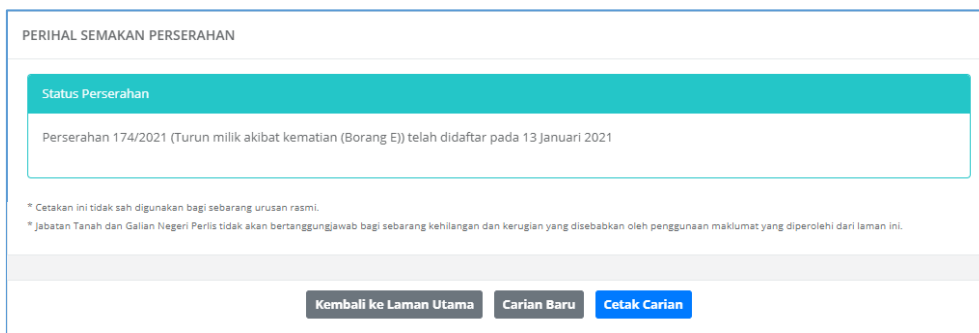 PERIHAL SEMAKAN PERSERAHAN
Status Perserahan
Perserahan 174/2021 (Turun milik akibat kematian (Borang E)) telah didaftar pada 13 Januari 2021
* Cetakan ini tidak sah digunakan bagi sebarang urusan rasmi.
* Jabatan Tanah dan Galian Negeri Perlis tidak akan bertanggungjawab bagi sebarang kehilangan dan kerugian yang disebabkan oleh penggunaan maklumat yang diperolehi dari laman ini.
Kembali ke Laman Utama Carian Baru Cetak Carian